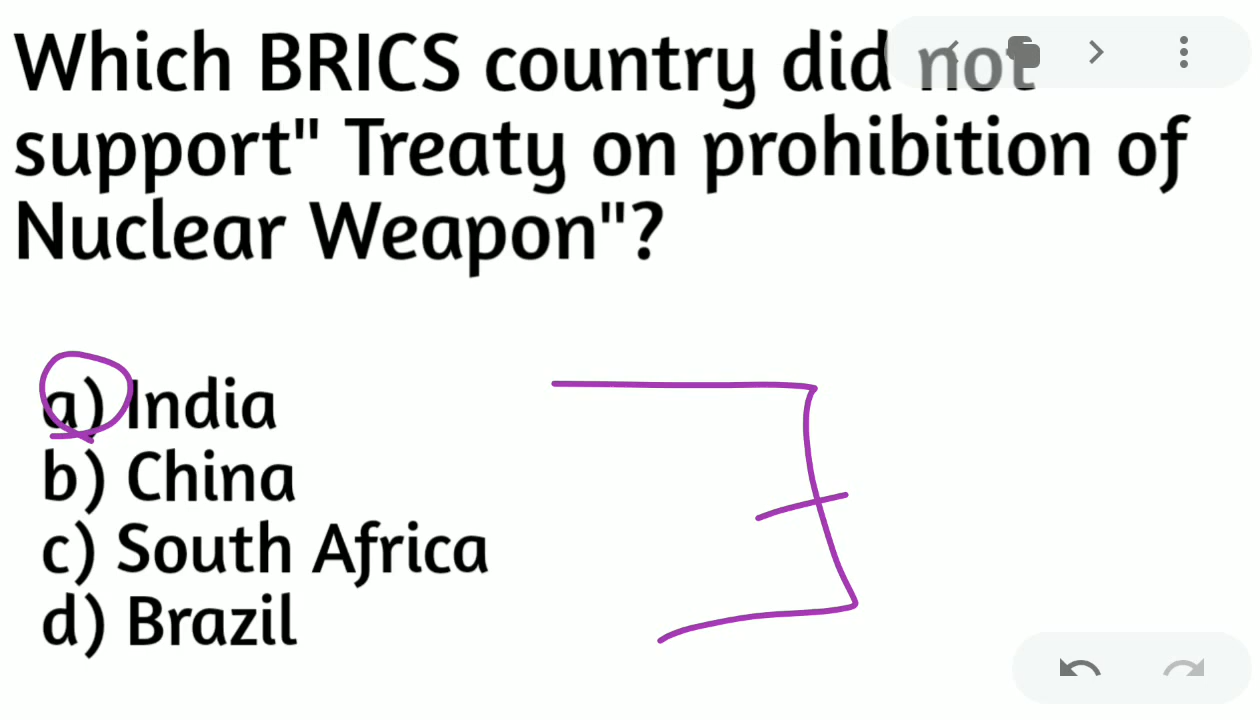 Which BRICS country did not
support" Treaty on prohibition of
Nuclear Weapon"?
a) India
b) China
c) South Africa
d) Brazil